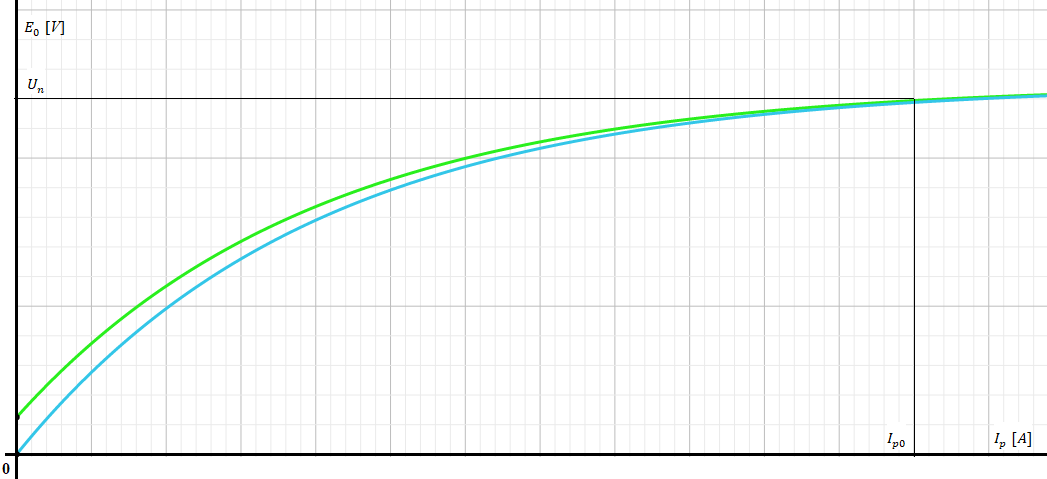 E₀ [V]
Uₙ
Iₚ₀
Iₚ [A]
0